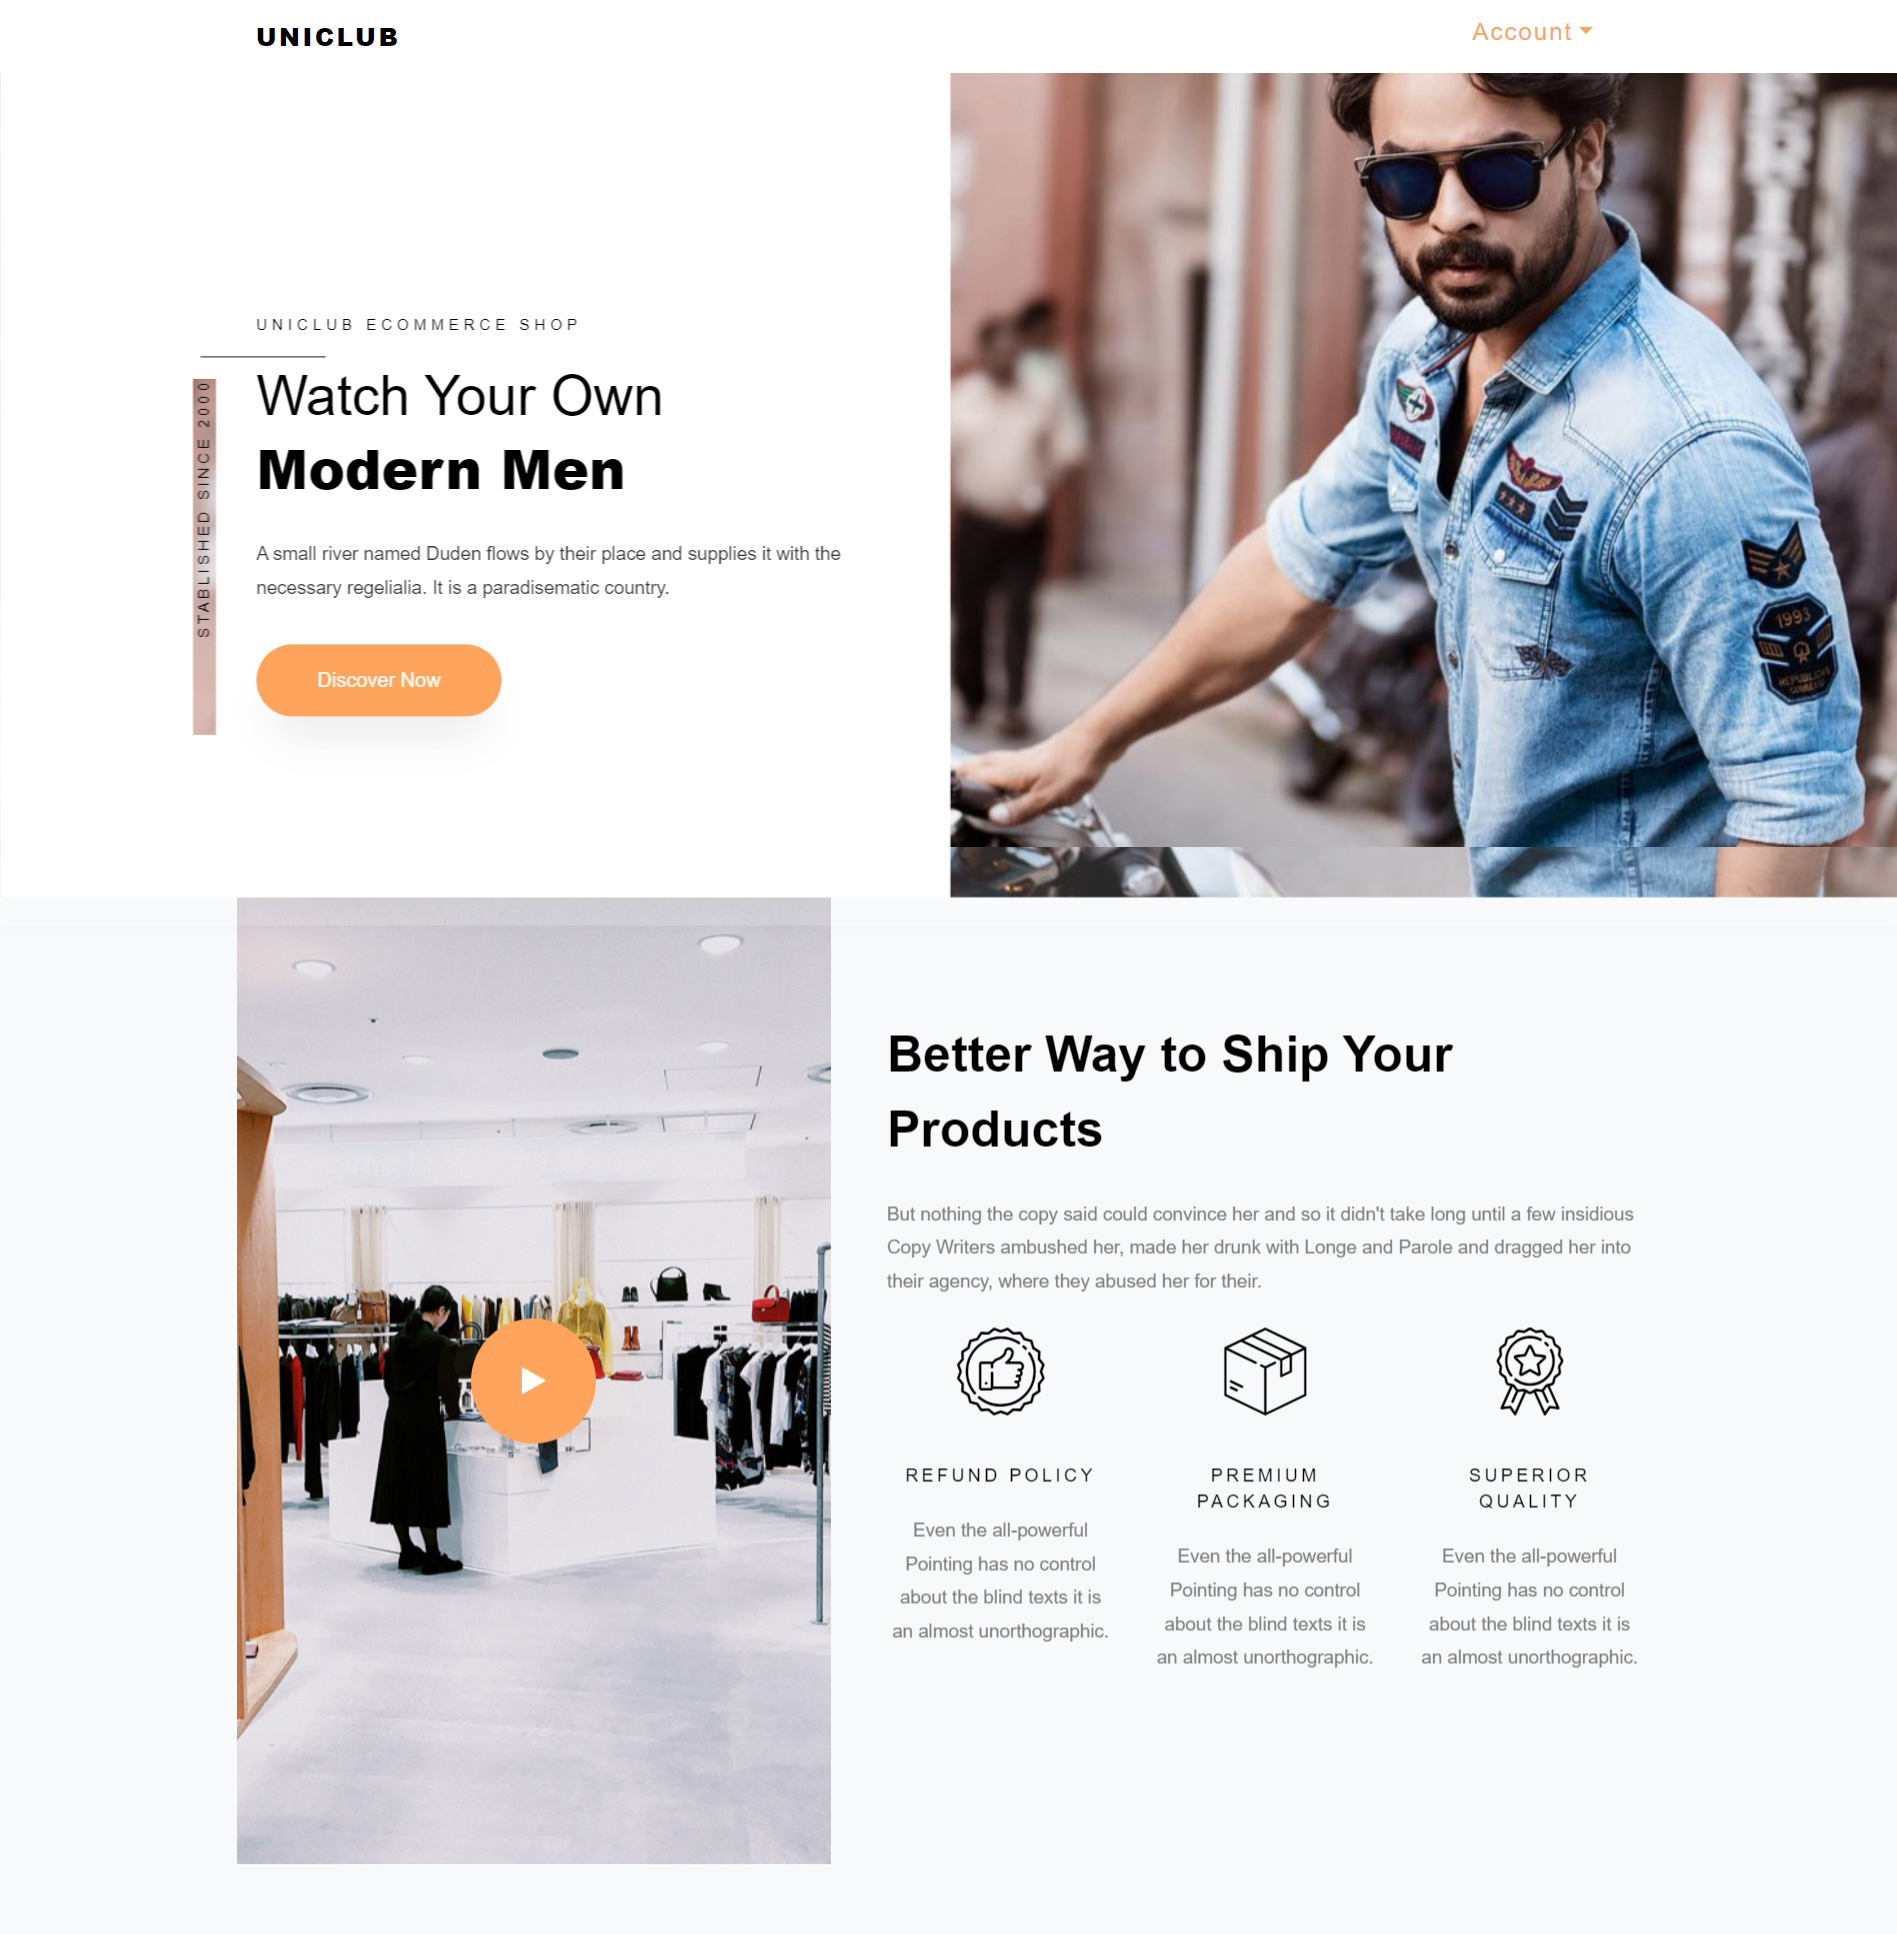 UNICLUB
Account
UNICLUB ECOMMERCE SHOP
Watch Your Own
Modern Men
STABLISHED SINCE 2000
A small river named Duden flows by their place and supplies it with the
necessary regelialia. It is a paradisematic country.
Discover Now
1993
Better Way to Ship Your
Products
But nothing the copy said could convince her and so it didn't take long until a few insidious
Copy Writers ambushed her, made her drunk with Longe and Parole and dragged her into
their agency, where they abused her for their.
REFUND POLICY
Even the all-powerful
Pointing has no control
about the blind texts it is
an almost unorthographic.
PREMIUM
PACKAGING
Even the all-powerful
Pointing has no control
about the blind texts it is
an almost unorthographic.
SUPERIOR
QUALITY
Even the all-powerful
Pointing has no control
about the blind texts it is
an almost unorthographic.